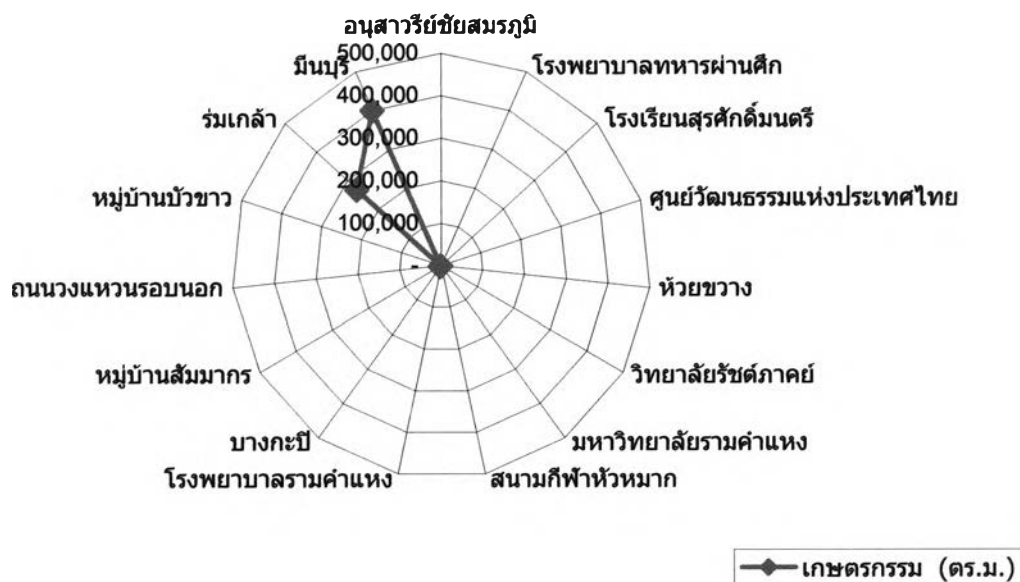 อนุสาวรีย์ชัยสมรภูมิ
โรงพยาบาลทหารผ่านศึก
โรงเรียนสุรศักดิ์มนตรี
ศูนย์วัฒนธรรมแห่งประเทศไทย
ห้วยขวาง
วิทยาลัยรัชต์ภาคย์
มหาวิทยาลัยรามคำแหง
สนามกีฬาหัวหมาก
โรงพยาบาลรามคำแหง
บางกะปิ
หมู่บ้านสัมมากร
ถนนวงแหวนรอบนอก
หมู่บ้านบัวขาว
ร่มเกล้า
มีนบุรี
500,000
400,000
300,000
200,000
100,000
-
เกษตรกรรม (ตร.ม.)